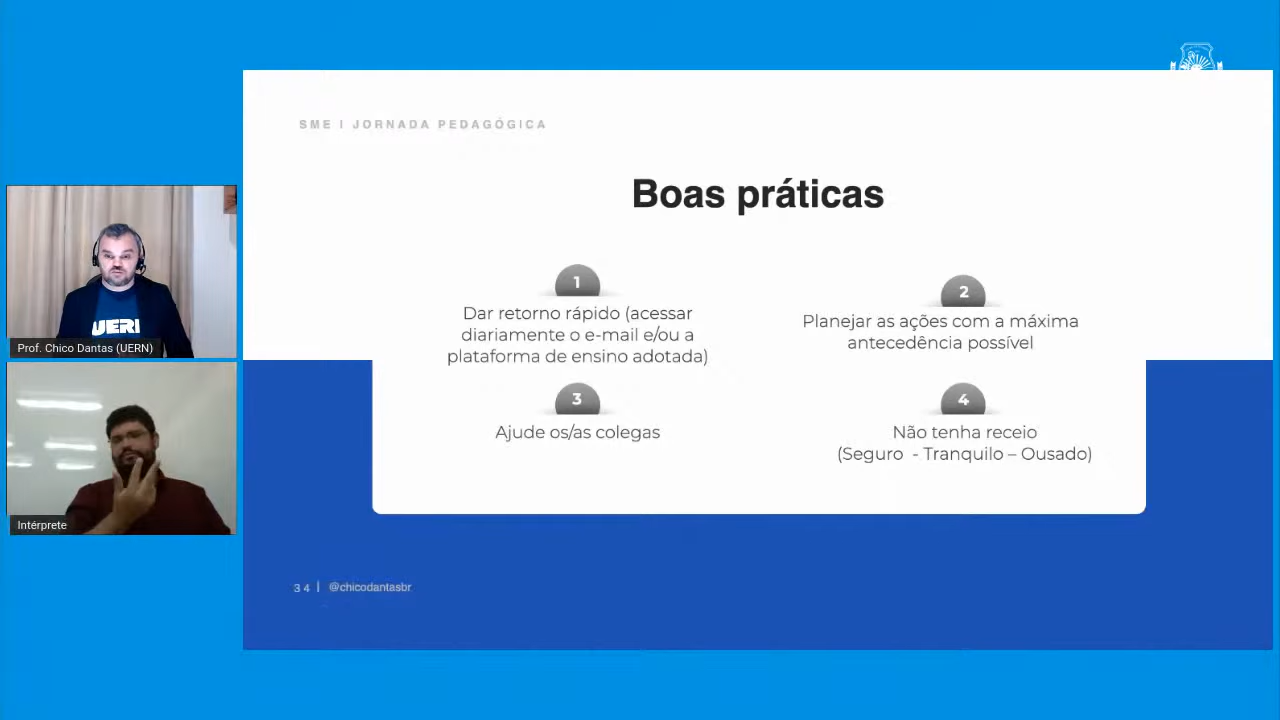 SME | JORNADA PEDAGÓGICA
Boas práticas
1
Dar retorno rápido (acessar
diariamente o e-mail e/ou a
plataforma de ensino adotada)
2
Planejar as ações com a máxima
antecedência possível
3
Ajude os/as colegas
4
Não tenha receio
(Seguro - Tranquilo – Ousado)
34 | @chicodantasbr
UERN
Prof. Chico Dantas (UERN)
Intérprete